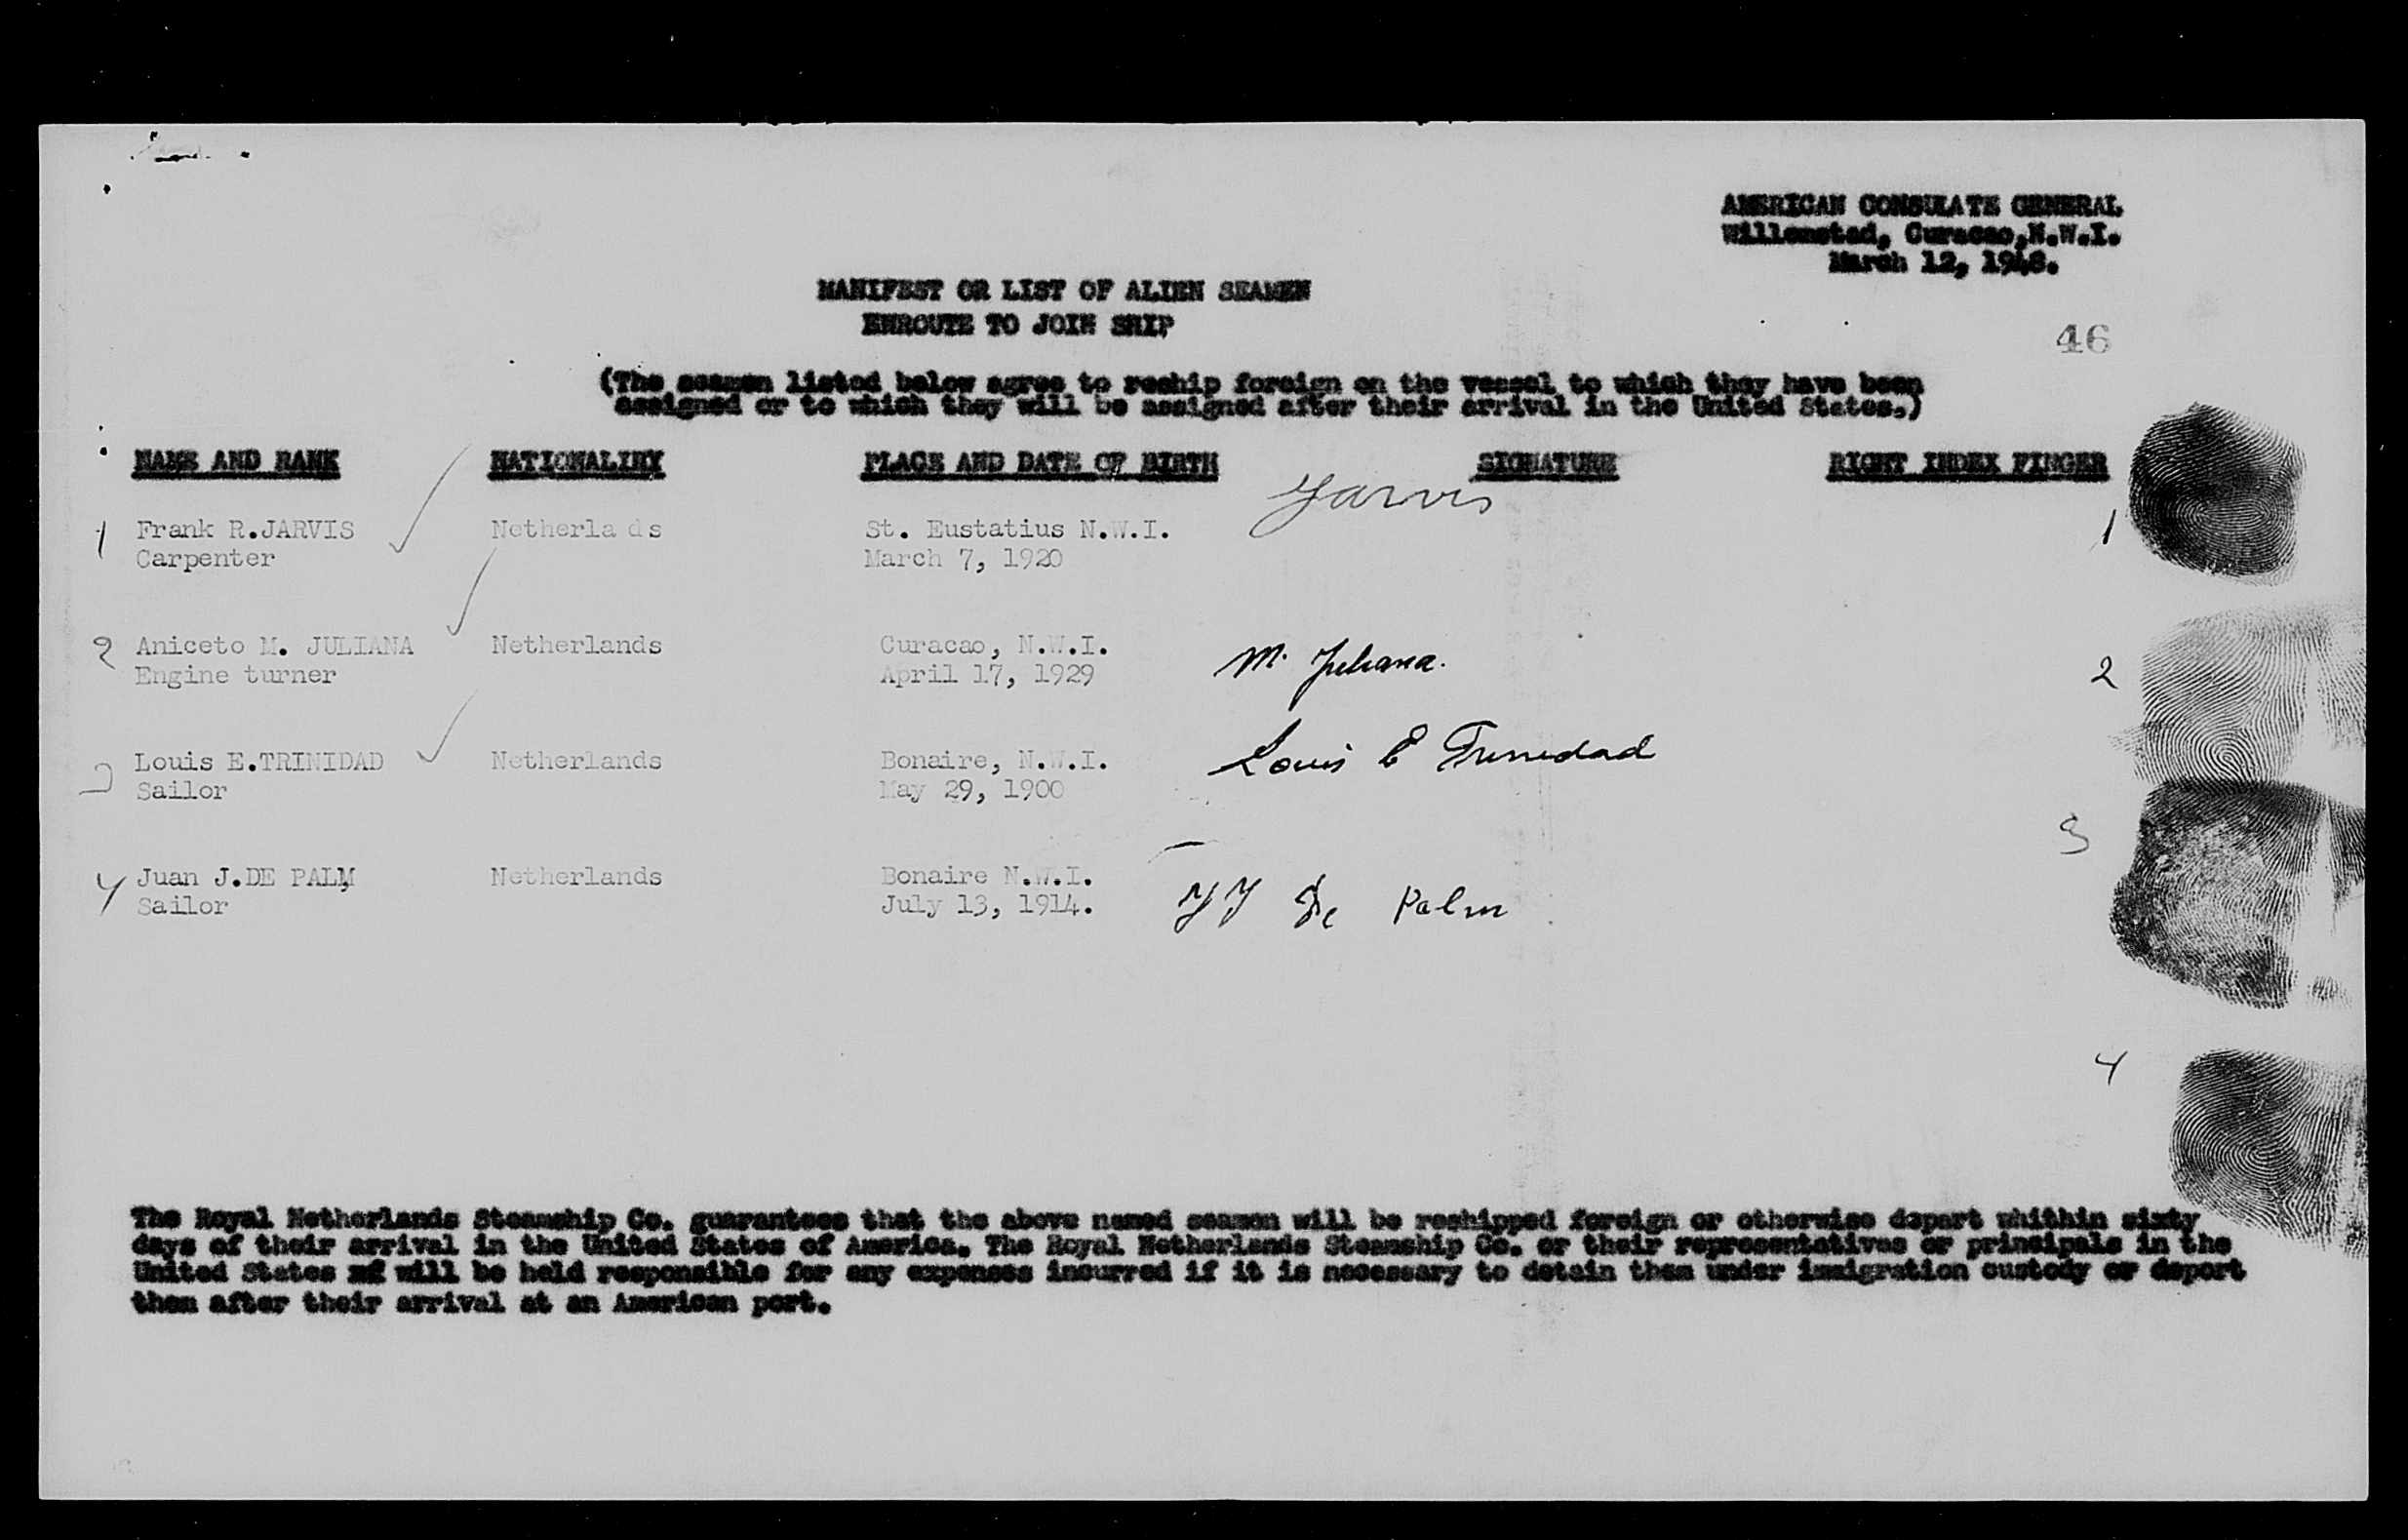 AMERICAN CONSULATE GENERAL
Willemstad, Curacao,N.W.I.
March 12, 1948.
MANIFEST OR LIST OF ALIEN SEAMEN
ENROUTE TO JOIN SHIP
46
(The seamen listed below agree to reship foreign on the vessel to which they have been
assigned or to which they will be assigned after their arrival in the United States.)
NAME AND RANK NATIONALITY PLACE AND DATE OF BIRTH SIGNATURE RIGHT INDEX FINGER
1 Frank R.JARVIS Netherla ds St. Eustatius N.W.I. Jarvis 1
Carpenter March 7, 1920
2 Aniceto M. JULIANA Netherlands Curacao, N.W.I. M. Juliana. 2
Engine turner April 17, 1929
3 Louis E.TRINIDAD Netherlands Bonaire, N.W.I. Louis E Trinidad
Sailor May 29, 1900
3
4 Juan J.DE PALM Netherlands Bonaire N.W.I. JJ De Palm
Sailor July 13, 1914.
4
The Royal Netherlands Steamship Co. guarantees that the above named seamen will be reshipped foreign or otherwise depart whithin sixty
days of their arrival in the United States of America. The Royal Netherlands Steamship Co. or their representatives or principals in the
United States will be held responsible for any expenses incurred if it is necessary to detain them under immigration custody or deport
them after their arrival at an American port.